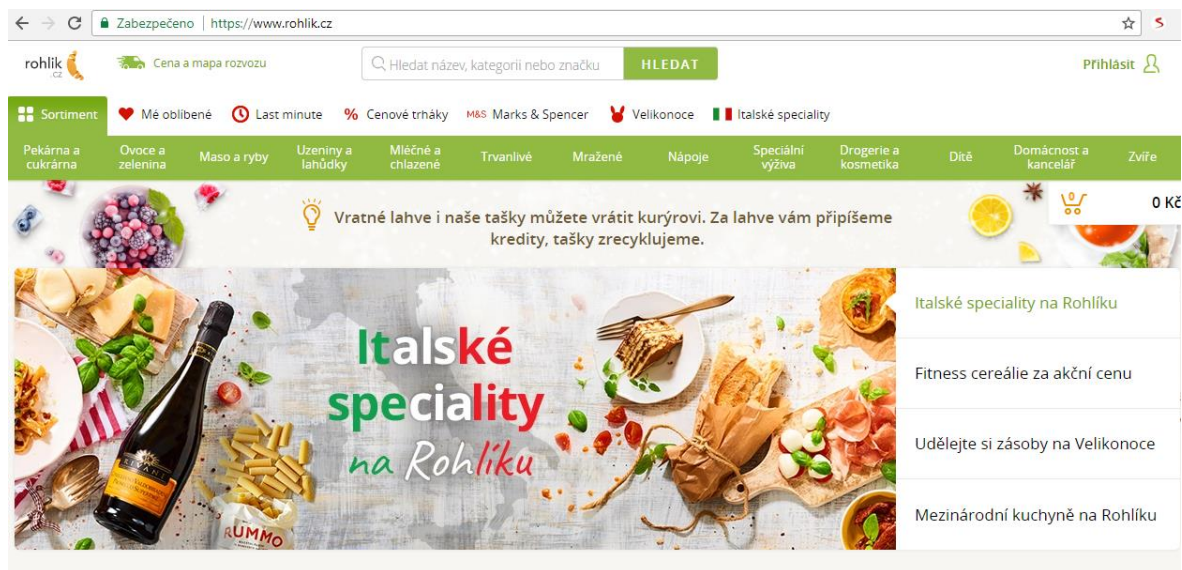 Zabezpečeno | https://www.rohlik.cz
rohlik
.cz
Cena a mapa rozvozu
Hledat název, kategorii nebo značku
HLEDAT
Přihlásit
Sortiment
Mé oblíbené
Last minute
% Cenové trháky
M&S Marks & Spencer
Velikonoce
Italské speciality
Pekárna a
cukrárna
Ovoce a
zelenina
Maso a ryby
Uzeniny a
lahůdky
Mléčné a
chlazené
Trvanlivé
Mražené
Nápoje
Speciální
výživa
Drogerie a
kosmetika
Dítě
Domácnost a
kancelář
Zvíře
Vratné lahve i naše tašky můžete vrátit kurýrovi. Za lahve vám připíšeme
kredity, tašky zrecyklujeme.
0
0 Kč
Italské
speciality
na Rohlíku
RUMMO
Italské speciality na Rohlíku
Fitness cereálie za akční cenu
Udělejte si zásoby na Velikonoce
Mezinárodní kuchyně na Rohlíku